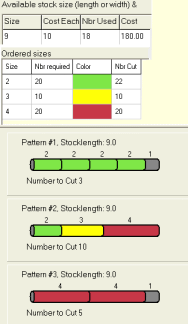 Available stock size (length or width) &
Size Cost Each Nbr Used Cost
9 10 18 180.00
Ordered sizes
Size Nbr required Color Nbr Cut
2 20 22
3 10 10
4 20 20
Pattern #1, Stocklength: 9.0
2 2 2 2 1
Number to Cut 3
Pattern #2, Stocklength: 9.0
2 3 4
Number to Cut 10
Pattern #3, Stocklength: 9.0
4 4 1
Number to Cut 5